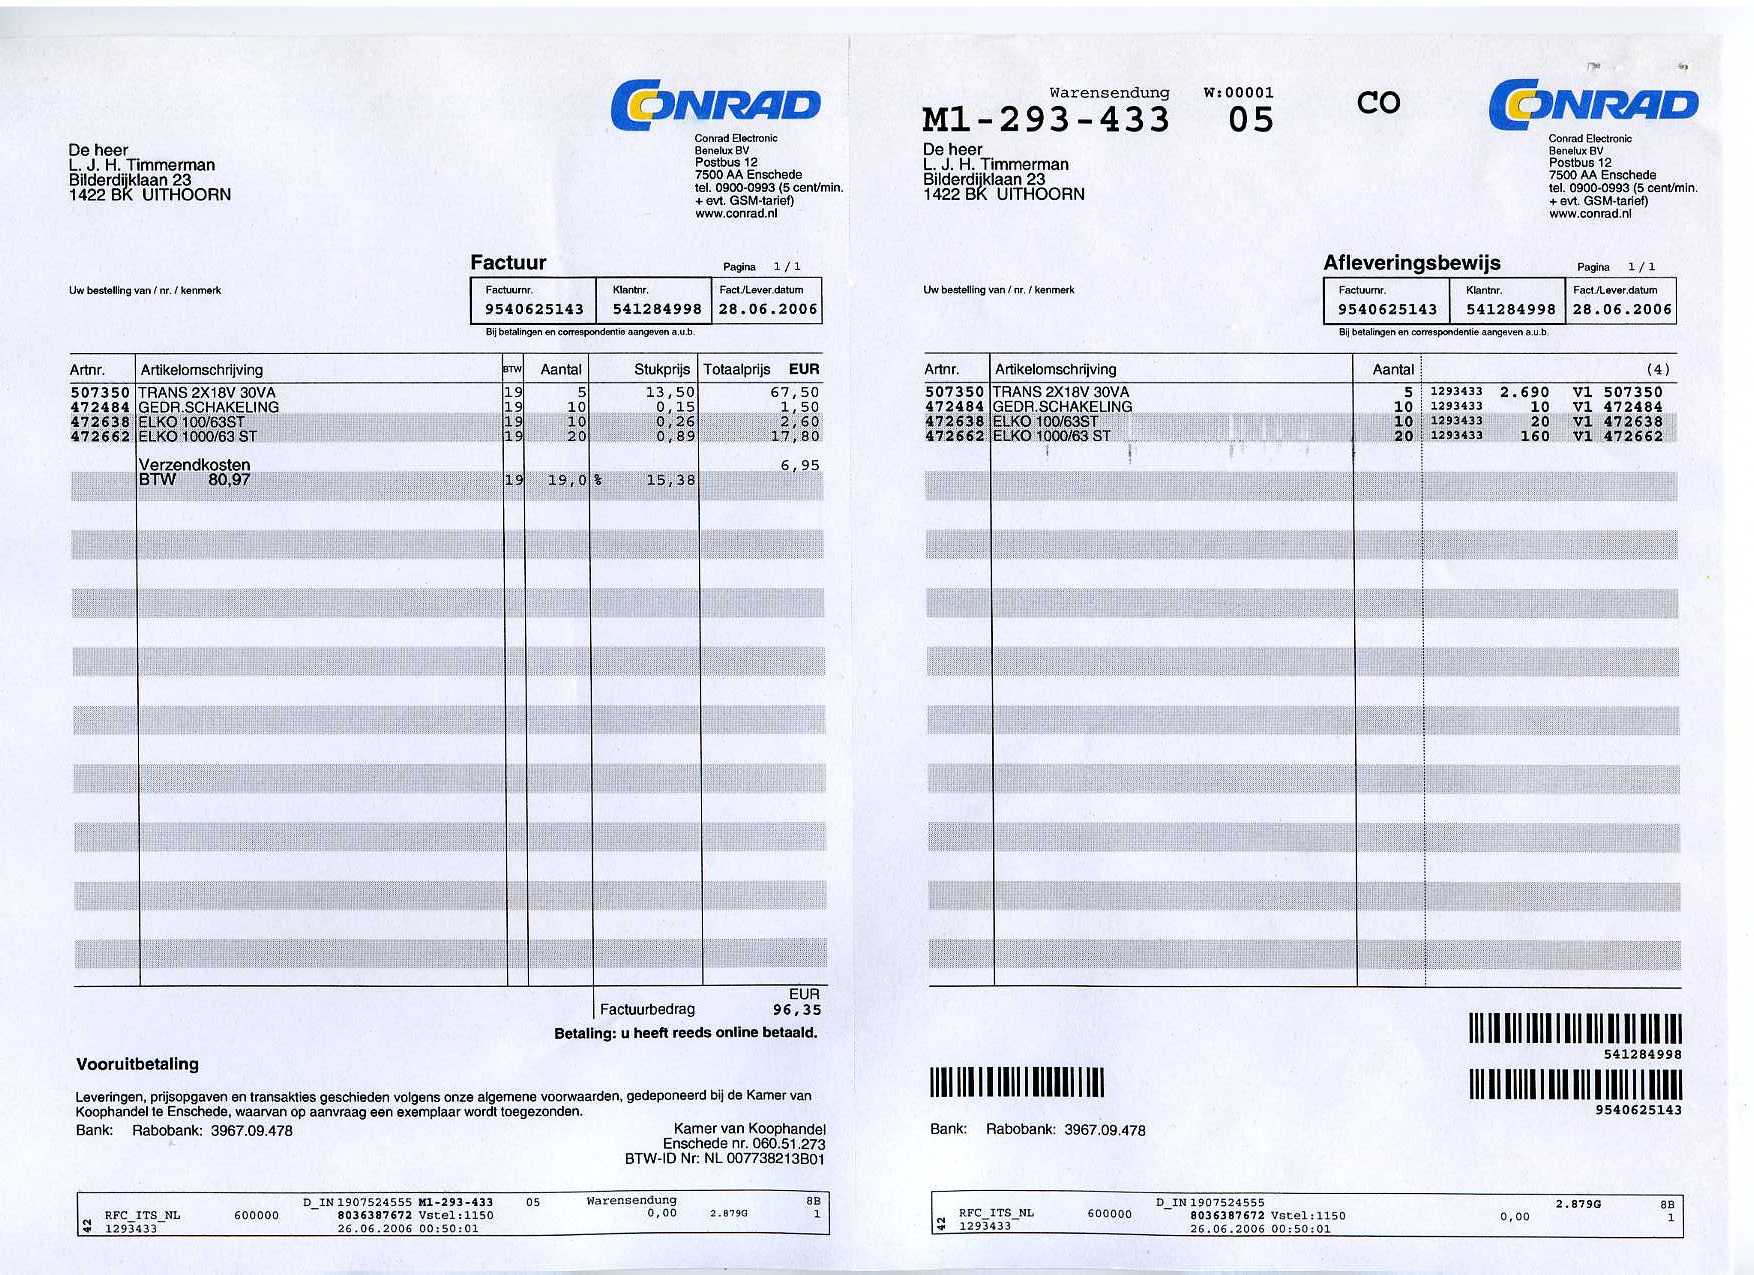 CONRAD
Conrad Electronic
Benelux BV
Postbus 12
7500 AA Enschede
tel. 0900-0993 (5 cent/min.
+ evt. GSM-tarief)
www.conrad.nl
De heer
L. J. H. Timmerman
Bilderdijklaan 23
1422 BK UITHOORN
Factuur Pagina 1 / 1
Uw bestelling van / nr. / kenmerk
Factuurnr. Klantnr. Fact./Lever.datum
9540625143 541284998 28.06.2006
Bij betalingen en correspondentie aangeven a.u.b.
Artnr. Artikelomschrijving BTW Aantal Stukprijs Totaalprijs EUR
507350 TRANS 2X18V 30VA 19 5 13,50 67,50
472484 GEDR.SCHAKELING 19 10 0,15 1,50
472638 ELKO 100/63ST 19 10 0,26 2,60
472662 ELKO 1000/63 ST 19 20 0,89 17,80
Verzendkosten 6,95
BTW 80,97 19 19,0 % 15,38
EUR
Factuurbedrag 96,35
Betaling: u heeft reeds online betaald.
Vooruitbetaling
Leveringen, prijsopgaven en transakties geschieden volgens onze algemene voorwaarden, gedeponeerd bij de Kamer van
Koophandel te Enschede, waarvan op aanvraag een exemplaar wordt toegezonden.
Bank: Rabobank: 3967.09.478
Kamer van Koophandel
Enschede nr. 060.51.273
BTW-ID Nr: NL 007738213B01
D_IN 1907524555 M1-293-433 05 Warensendung 8B
42 RFC_ITS_NL 600000 8036387672 Vstel:1150 0,00 2.879G 1
1293433 26.06.2006 00:50:01
Warensendung W:00001
M1-293-433 05 CO
CONRAD
Conrad Electronic
Benelux BV
Postbus 12
7500 AA Enschede
tel. 0900-0993 (5 cent/min.
+ evt. GSM-tarief)
www.conrad.nl
De heer
L. J. H. Timmerman
Bilderdijklaan 23
1422 BK UITHOORN
Afleveringsbewijs Pagina 1 / 1
Uw bestelling van / nr. / kenmerk
Factuurnr. Klantnr. Fact./Lever.datum
9540625143 541284998 28.06.2006
Bij betalingen en correspondentie aangeven a.u.b.
Artnr. Artikelomschrijving Aantal (4)
507350 TRANS 2X18V 30VA 5 1293433 2.690 V1 507350
472484 GEDR.SCHAKELING 10 1293433 10 V1 472484
472638 ELKO 100/63ST 10 1293433 20 V1 472638
472662 ELKO 1000/63 ST 20 1293433 160 V1 472662
541284998
9540625143
Bank: Rabobank: 3967.09.478
D_IN 1907524555 2.879G 8B
42 RFC_ITS_NL 600000 8036387672 Vstel:1150 0,00 1
1293433 26.06.2006 00:50:01